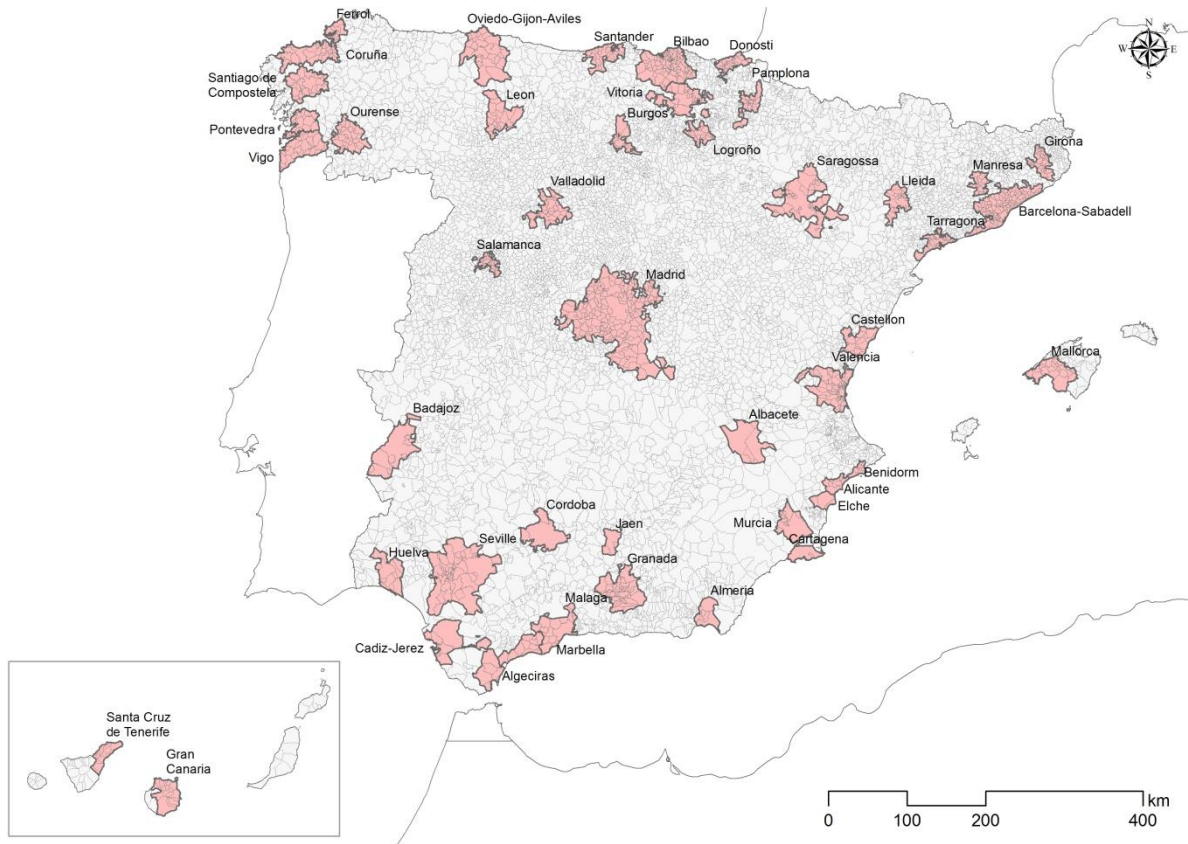 Ferrol
Oviedo-Gijon-Aviles
N
W
E
S
Santander
Bilbao
Donosti
Coruña
Pamplona
Santiago de
Compostela
Leon
Vitoria
Burgos
Ourense
Pontevedra
Vigo
Logroño
Girona
Saragossa
Manresa
Lleida
Valladolid
Barcelona-Sabadell
Tarragona
Salamanca
Madrid
Castellon
Valencia
Mallorca
Badajoz
Albacete
Benidorm
Alicante
Elche
Cordoba
Jaen
Murcia
Cartagena
Huelva
Seville
Granada
Almeria
Malaga
Cadiz-Jerez
Marbella
Algeciras
Santa Cruz
de Tenerife
Gran
Canaria
km
0 100 200 400